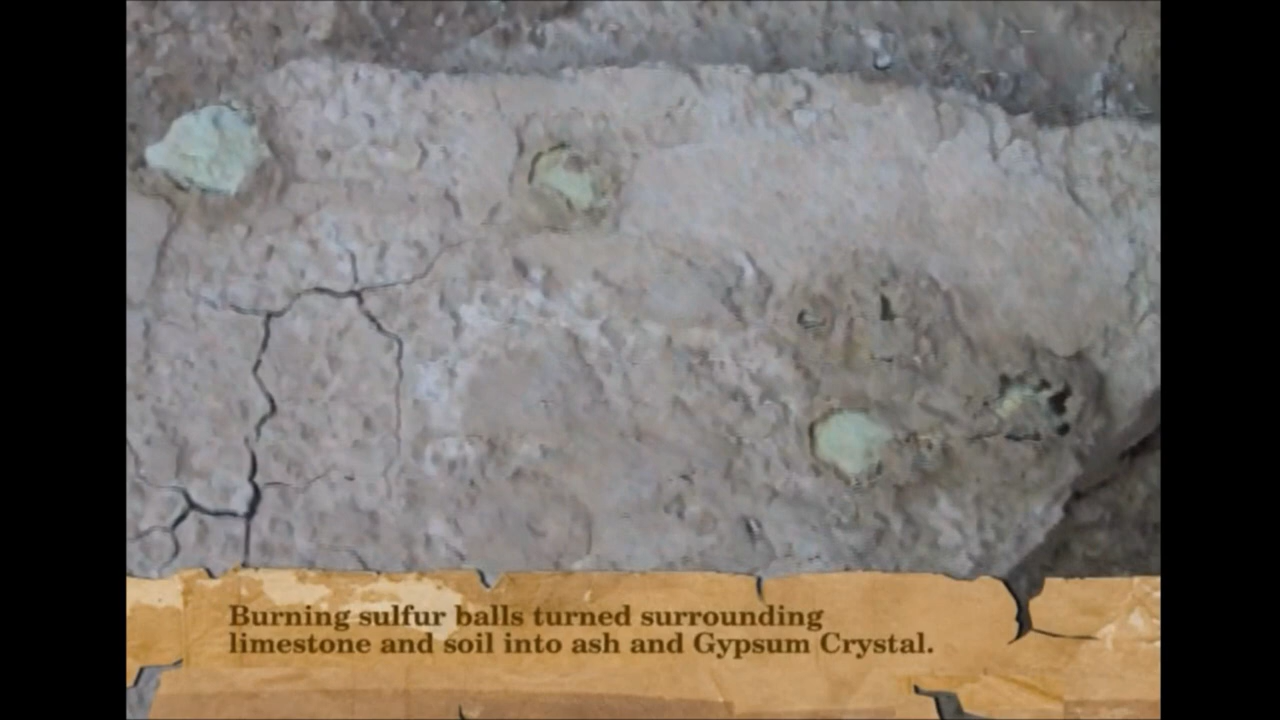 Burning sulfur balls turned surrounding
limestone and soil into ash and Gypsum Crystal.